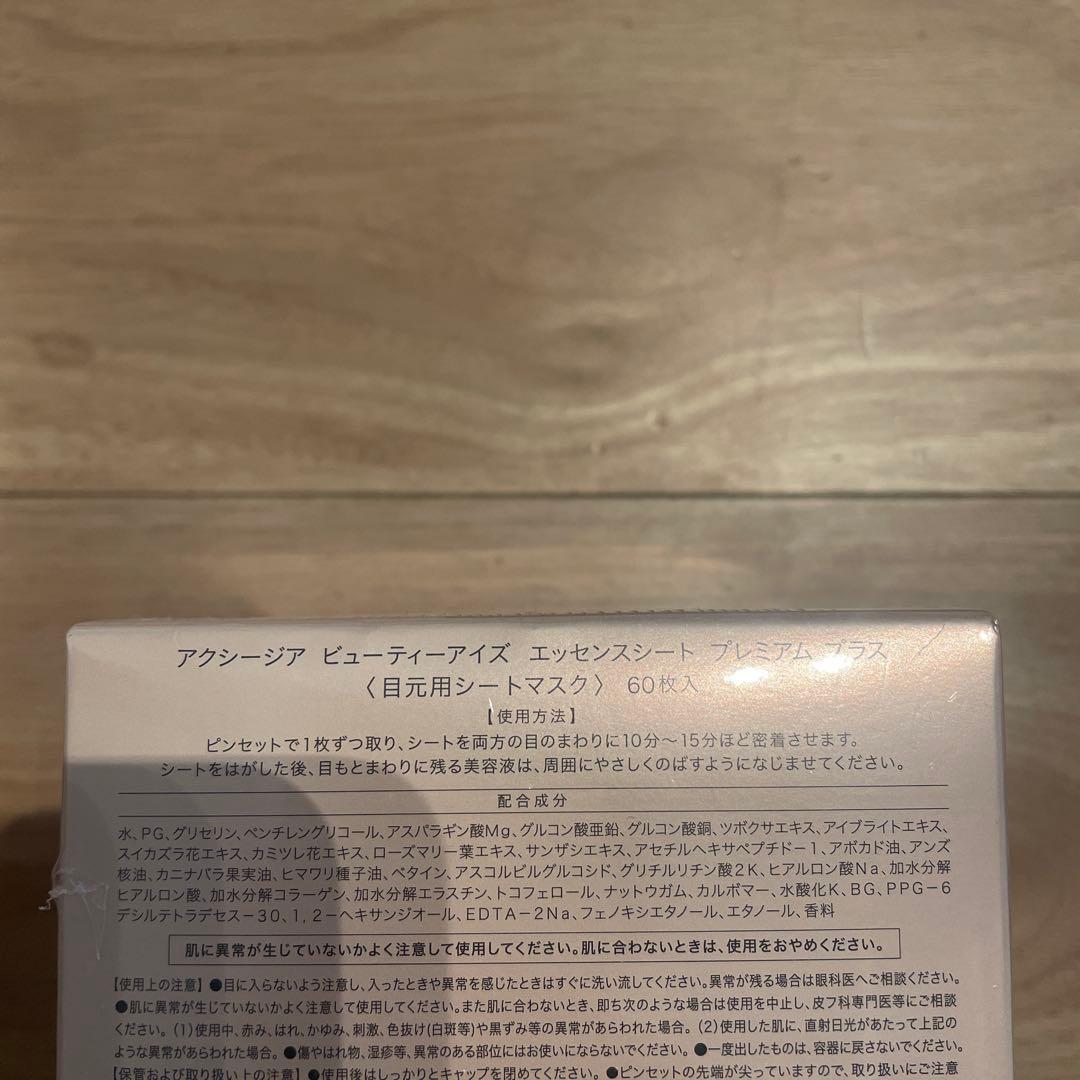 アクシージア ビューティーアイズ エッセンスシート プレミアム プラス
〈目元用シートマスク〉 60枚入
【使用方法】
ピンセットで1枚ずつ取り、シートを両方の目のまわりに10分〜15分ほど密着させます。
シートをはがした後、目もとまわりに残る美容液は、周囲にやさしくのばすようになじませてください。
配合成分
水、PG、グリセリン、ペンチレングリコール、アスパラギン酸Mg、グルコン酸亜鉛、グルコン酸銅、ツボクサエキス、アイブライトエキス、
スイカズラ花エキス、カミツレ花エキス、ローズマリー葉エキス、サンザシエキス、アセチルヘキサペプチド-1、アボカド油、アンズ
核油、カニナバラ果実油、ヒマワリ種子油、ベタイン、アスコルビルグルコシド、グリチルリチン酸2K、ヒアルロン酸Na、加水分解
ヒアルロン酸、加水分解コラーゲン、加水分解エラスチン、トコフェロール、ナットウガム、カルボマー、水酸化K、BG、PPG-6
デシルテトラデセス-30、1,2-ヘキサンジオール、EDTA-2Na、フェノキシエタノール、エタノール、香料
肌に異常が生じていないかよく注意して使用してください。肌に合わないときは、使用をおやめください。
【使用上の注意】●目に入らないよう注意し、入ったときや異常を感じたときはすぐに洗い流してください。異常が残る場合は眼科医へご相談ください。
●肌に異常が生じていないかよく注意して使用してください。また肌に合わないとき、即ち次のような場合は使用を中止し、皮フ科専門医等にご相談
ください。(1)使用中、赤み、はれ、かゆみ、刺激、色抜け(白斑等)や黒ずみ等の異常があらわれた場合。(2)使用した肌に、直射日光があたって上記の
ような異常があらわれた場合。●傷やはれ物、湿疹等、異常のある部位にはお使いにならないでください。●一度出したものは、容器に戻さないでください。
【保管および取り扱い上の注意】●使用後はしっかりとキャップを閉めてください。●ピンセットの先端が尖っていますので、取り扱いにご注意